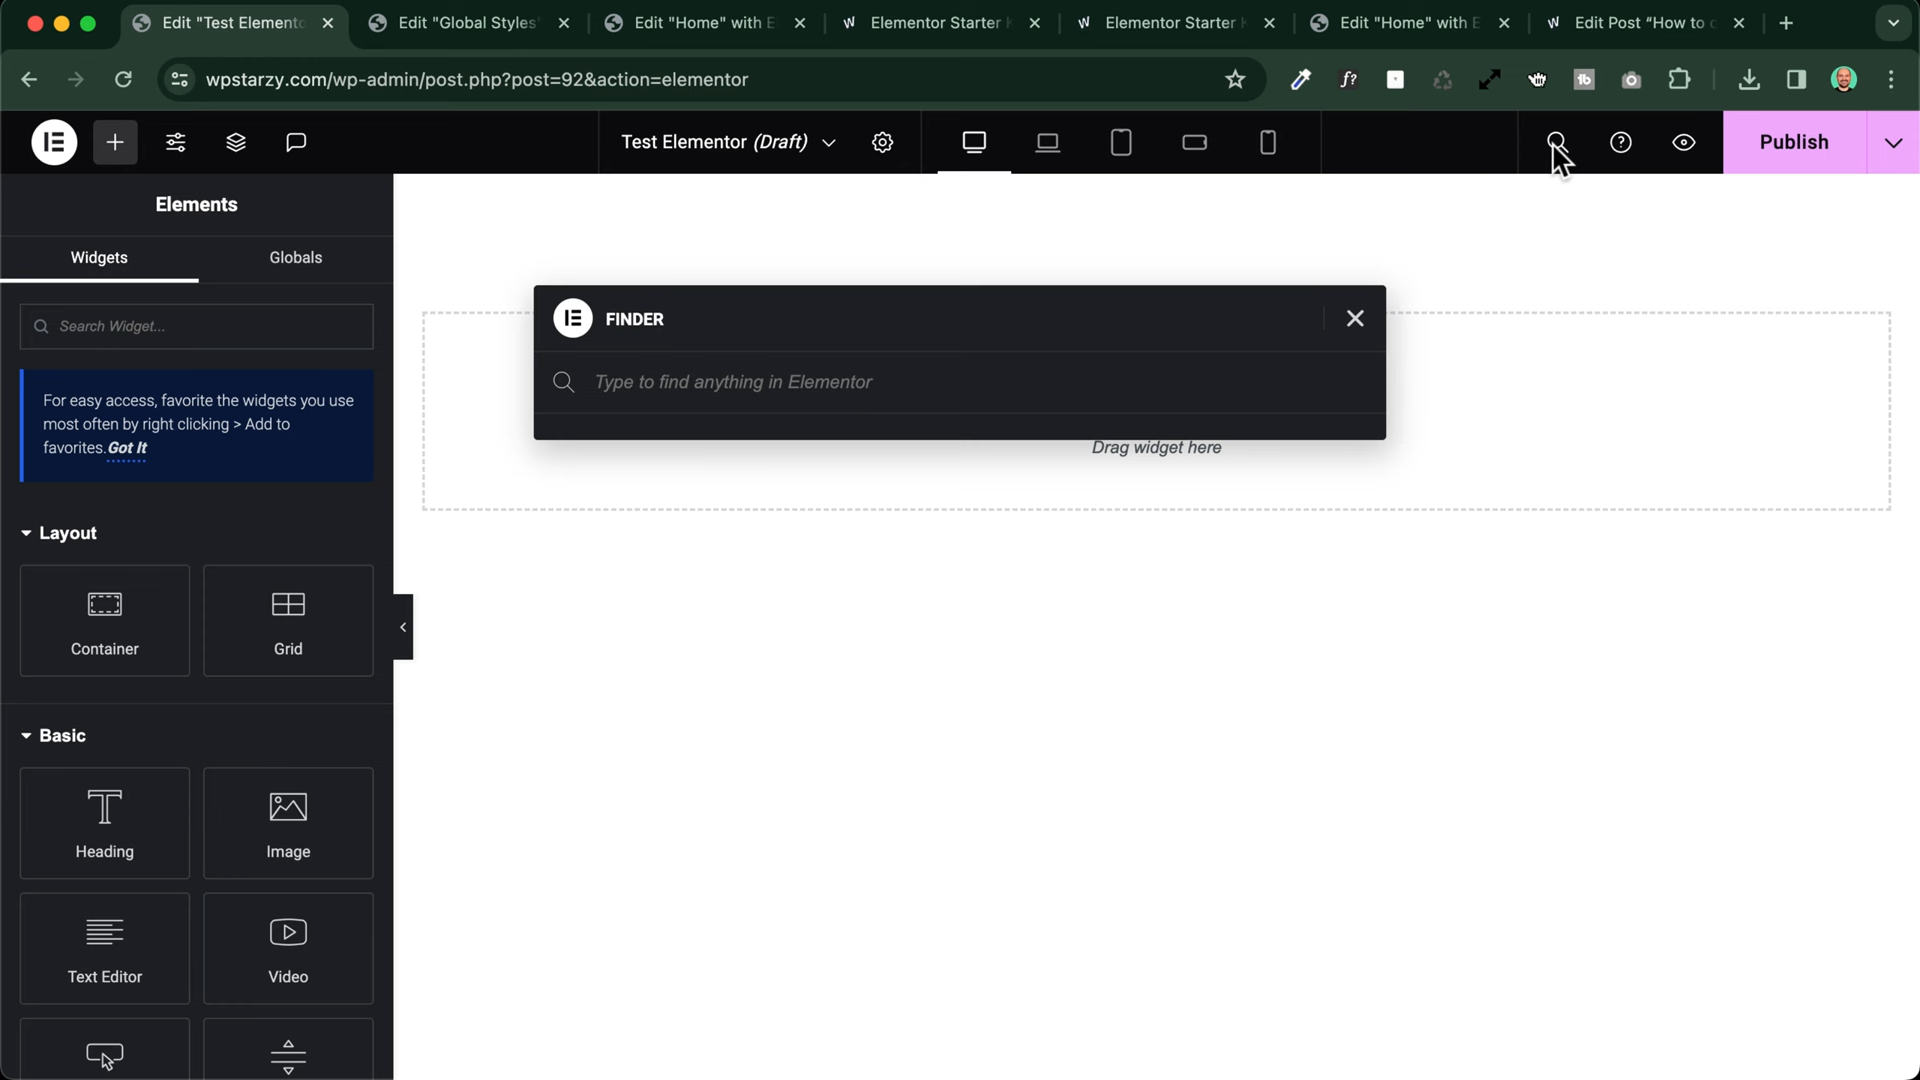 Edit "Test Elemento
Edit "Global Styles"
Edit "Home" with E
Elementor Starter K
Elementor Starter K
Edit "Home" with E
Edit Post “How to c
wpstarzy.com/wp-admin/post.php?post=92&action=elementor
f?
tb
Test Elementor (Draft)
Publish
Elements
Widgets
Globals
Search Widget...
For easy access, favorite the widgets you use
most often by right clicking > Add to
favorites. Got It
FINDER
Type to find anything in Elementor
Drag widget here
Layout
Container
Grid
Basic
Heading
Image
Text Editor
Video